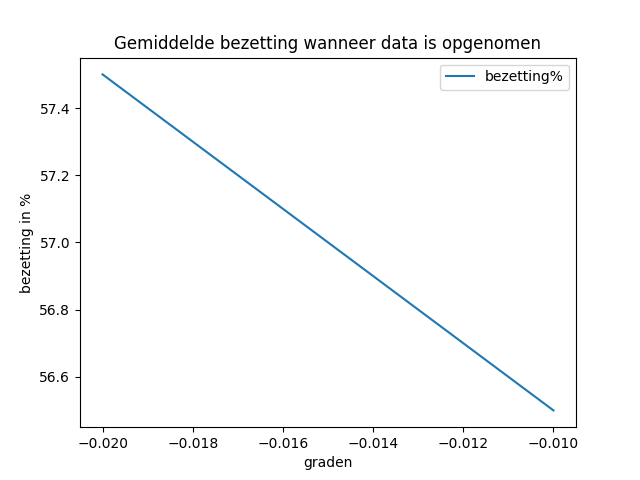 Gemiddelde bezetting wanneer data is opgenomen
bezetting%
57.4
57.2
57.0
56.8
56.6
bezetting in %
−0.020 −0.018 −0.016 −0.014 −0.012 −0.010
graden